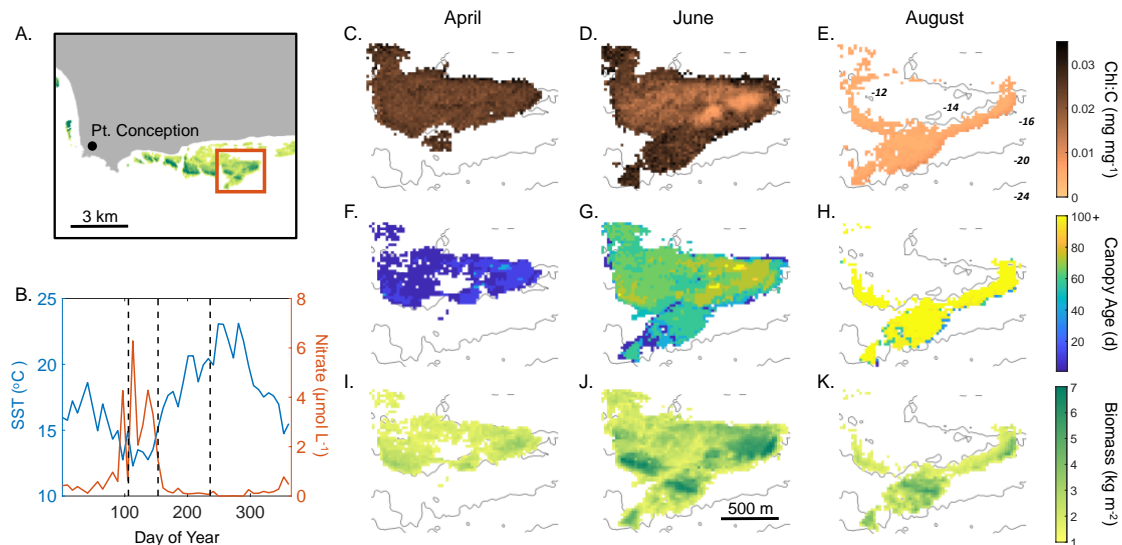 April June August
A. C. D. E.
0.03
0.02
0.01
0
Chl:C (mg mg⁻¹)
-12
-14
-16
-20
-24
Pt. Conception
3 km
F. G. H.
100+
80
60
40
20
Canopy Age (d)
B.
25
20
15
10
SST (°C)
8
6
4
2
0
Nitrate (μmol L⁻¹)
100 200 300
Day of Year
I. J. K.
500 m
7
6
5
4
3
2
1
Biomass (kg m⁻²)